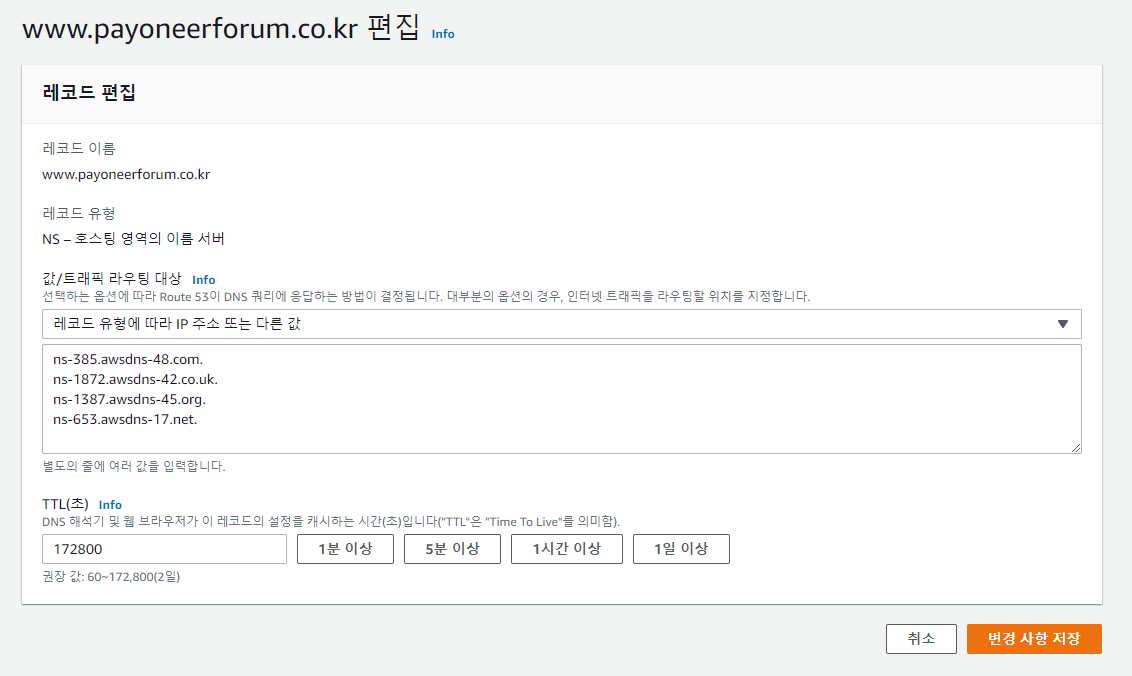 www.payoneerforum.co.kr 편집 Info
레코드 편집
레코드 이름
www.payoneerforum.co.kr
레코드 유형
NS – 호스팅 영역의 이름 서버
값/트래픽 라우팅 대상 Info
선택하는 옵션에 따라 Route 53이 DNS 쿼리에 응답하는 방법이 결정됩니다. 대부분의 옵션의 경우, 인터넷 트래픽을 라우팅할 위치를 지정합니다.
레코드 유형에 따라 IP 주소 또는 다른 값
ns-385.awsdns-48.com.
ns-1872.awsdns-42.co.uk.
ns-1387.awsdns-45.org.
ns-653.awsdns-17.net.
별도의 줄에 여러 값을 입력합니다.
TTL(초) Info
DNS 해석기 및 웹 브라우저가 이 레코드의 설정을 캐시하는 시간(초)입니다("TTL"은 "Time To Live"를 의미함).
172800 1분 이상 5분 이상 1시간 이상 1일 이상
권장 값: 60~172,800(2일)
취소 변경 사항 저장